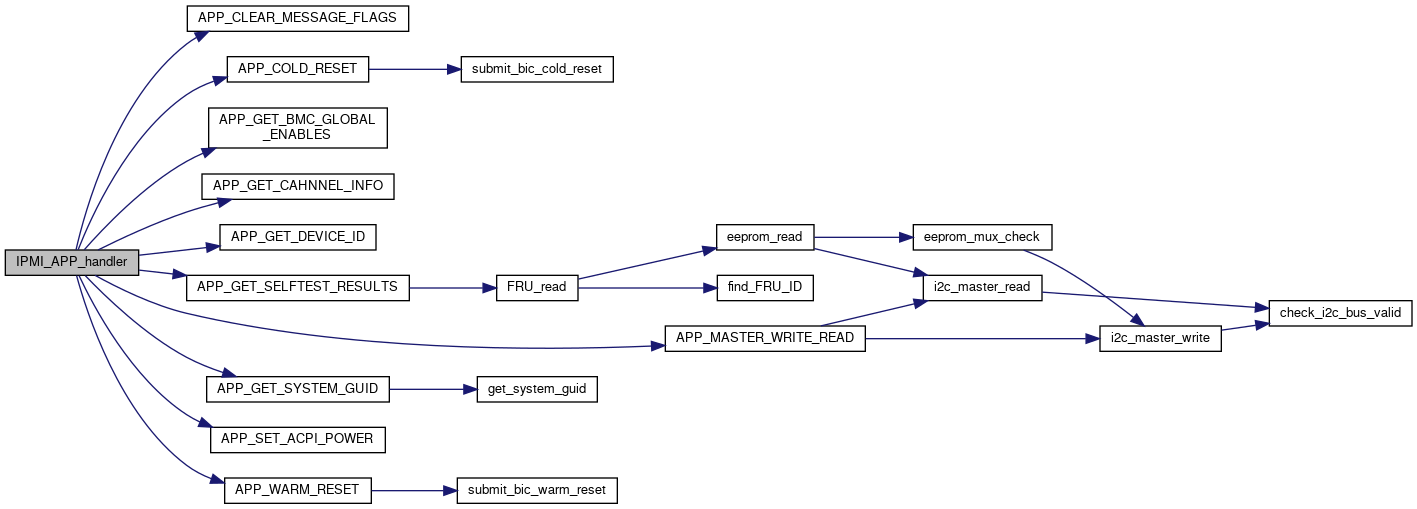 IPMI_APP_handler
APP_CLEAR_MESSAGE_FLAGS
APP_COLD_RESET
submit_bic_cold_reset
APP_GET_BMC_GLOBAL
_ENABLES
APP_GET_CAHNNEL_INFO
APP_GET_DEVICE_ID
APP_GET_SELFTEST_RESULTS
FRU_read
eeprom_read
eeprom_mux_check
find_FRU_ID
i2c_master_read
check_i2c_bus_valid
APP_MASTER_WRITE_READ
i2c_master_write
APP_GET_SYSTEM_GUID
get_system_guid
APP_SET_ACPI_POWER
APP_WARM_RESET
submit_bic_warm_reset